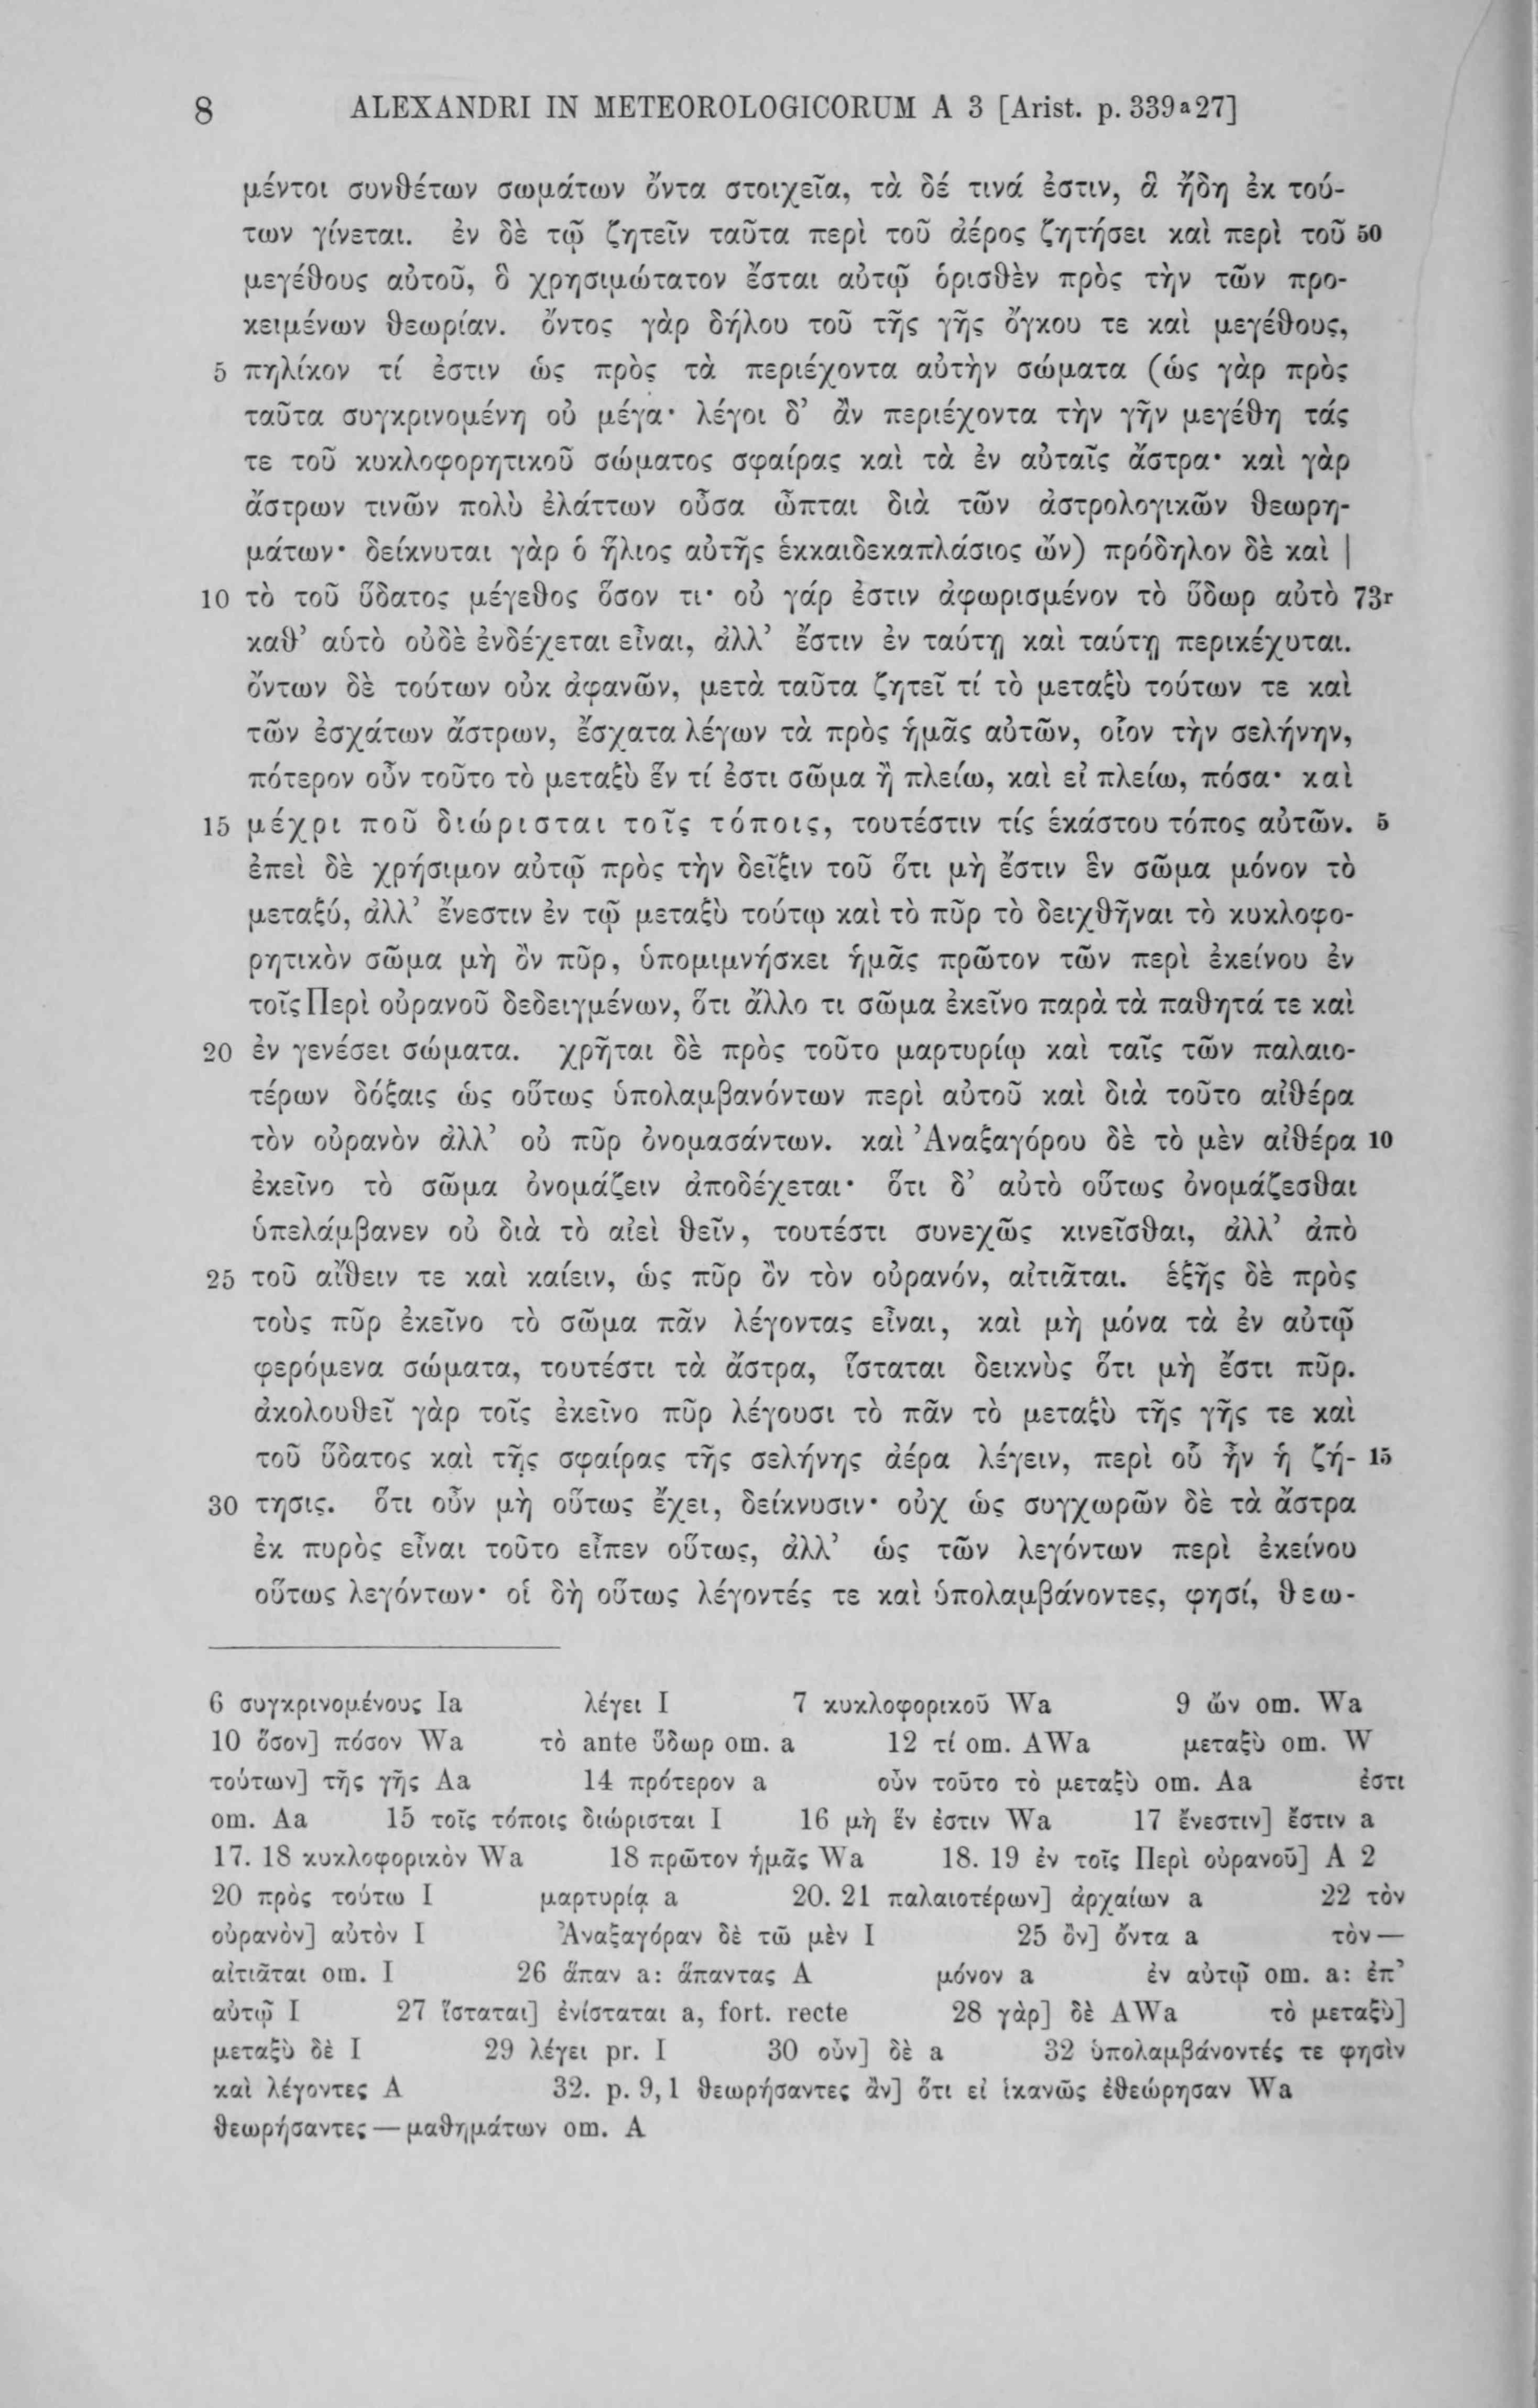 8 ALEXANDRI IN METEOROLOGICORUM A 3 [Arist. p. 339a27]
μέντοι συνθέτων σωμάτων ὄντα στοιχεῖα, τὰ δέ τινά ἐστιν, ἃ ἤδη ἐκ τού-
των γίνεται. ἐν δὲ τῷ ζητεῖν ταῦτα περὶ τοῦ ἀέρος ζητήσει καὶ περὶ τοῦ 50
μεγέθους αὐτοῦ, ὃ χρησιμώτατον ἔσται αὐτῷ ὁρισθὲν πρὸς τὴν τῶν προ-
κειμένων θεωρίαν. ὄντος γὰρ δήλου τοῦ τῆς γῆς ὄγκου τε καὶ μεγέθους,
5 πηλίκον τί ἐστιν ὡς πρὸς τὰ περιέχοντα αὐτὴν σώματα (ὡς γὰρ πρὸς
ταῦτα συγκρινομένη οὐ μέγα· λέγοι δ’ ἂν περιέχοντα τὴν γῆν μεγέθη τάς
τε τοῦ κυκλοφορητικοῦ σώματος σφαίρας καὶ τὰ ἐν αὐταῖς ἄστρα· καὶ γὰρ
ἄστρων τινῶν πολὺ ἐλάττων οὖσα ὦπται διὰ τῶν ἀστρολογικῶν θεωρη-
μάτων· δείκνυται γὰρ ὁ ἥλιος αὐτῆς ἑκκαιδεκαπλάσιος ὤν) πρόδηλον δὲ καὶ |
10 τὸ τοῦ ὕδατος μέγεθος ὅσον τι· οὐ γάρ ἐστιν ἀφωρισμένον τὸ ὕδωρ αὐτὸ 73r
καθ’ αὑτὸ οὐδὲ ἐνδέχεται εἶναι, ἀλλ’ ἔστιν ἐν ταύτῃ καὶ ταύτῃ περικέχυται.
ὄντων δὲ τούτων οὐκ ἀφανῶν, μετὰ ταῦτα ζητεῖ τί τὸ μεταξὺ τούτων τε καὶ
τῶν ἐσχάτων ἄστρων, ἔσχατα λέγων τὰ πρὸς ἡμᾶς αὐτῶν, οἷον τὴν σελήνην,
πότερον οὖν τοῦτο τὸ μεταξὺ ἕν τί ἐστι σῶμα ἢ πλείω, καὶ εἰ πλείω, πόσα· καὶ
15 μέχρι ποῦ διώρισται τοῖς τόποις, τουτέστιν τίς ἑκάστου τόπος αὐτῶν. 5
ἐπεὶ δὲ χρήσιμον αὐτῷ πρὸς τὴν δεῖξιν τοῦ ὅτι μὴ ἔστιν ἓν σῶμα μόνον τὸ
μεταξύ, ἀλλ’ ἔνεστιν ἐν τῷ μεταξὺ τούτῳ καὶ τὸ πῦρ τὸ δειχθῆναι τὸ κυκλοφο-
ρητικὸν σῶμα μὴ ὂν πῦρ, ὑπομιμνήσκει ἡμᾶς πρῶτον τῶν περὶ ἐκείνου ἐν
τοῖς Περὶ οὐρανοῦ δεδειγμένων, ὅτι ἄλλο τι σῶμα ἐκεῖνο παρὰ τὰ παθητά τε καὶ
20 ἐν γενέσει σώματα. χρῆται δὲ πρὸς τοῦτο μαρτυρίῳ καὶ ταῖς τῶν παλαιο-
τέρων δόξαις ὡς οὕτως ὑπολαμβανόντων περὶ αὐτοῦ καὶ διὰ τοῦτο αἰθέρα
τὸν οὐρανὸν ἀλλ’ οὐ πῦρ ὀνομασάντων. καὶ Ἀναξαγόρου δὲ τὸ μὲν αἰθέρα 10
ἐκεῖνο τὸ σῶμα ὀνομάζειν ἀποδέχεται· ὅτι δ’ αὐτὸ οὕτως ὀνομάζεσθαι
ὑπελάμβανεν οὐ διὰ τὸ αἰεὶ θεῖν, τουτέστι συνεχῶς κινεῖσθαι, ἀλλ’ ἀπὸ
25 τοῦ αἴθειν τε καὶ καίειν, ὡς πῦρ ὂν τὸν οὐρανόν, αἰτιᾶται. ἑξῆς δὲ πρὸς
τοὺς πῦρ ἐκεῖνο τὸ σῶμα πᾶν λέγοντας εἶναι, καὶ μὴ μόνα τὰ ἐν αὐτῷ
φερόμενα σώματα, τουτέστι τὰ ἄστρα, ἵσταται δεικνὺς ὅτι μὴ ἔστι πῦρ.
ἀκολουθεῖ γὰρ τοῖς ἐκεῖνο πῦρ λέγουσι τὸ πᾶν τὸ μεταξὺ τῆς γῆς τε καὶ
τοῦ ὕδατος καὶ τῆς σφαίρας τῆς σελήνης ἀέρα λέγειν, περὶ οὗ ἦν ἡ ζή- 15
30 τησις. ὅτι οὖν μὴ οὕτως ἔχει, δείκνυσιν· οὐχ ὡς συγχωρῶν δὲ τὰ ἄστρα
ἐκ πυρὸς εἶναι τοῦτο εἶπεν οὕτως, ἀλλ’ ὡς τῶν λεγόντων περὶ ἐκείνου
οὕτως λεγόντων· οἱ δὴ οὕτως λέγοντές τε καὶ ὑπολαμβάνοντες, φησί, θεω-
6 συγκρινομένους Ia λέγει I 7 κυκλοφορικοῦ Wa 9 ὤν om. Wa
10 ὅσον] πόσον Wa τὸ ante ὕδωρ om. a 12 τί om. AWa μεταξὺ om. W
τούτων] τῆς γῆς Aa 14 πρότερον a οὖν τοῦτο τὸ μεταξὺ om. Aa ἐστι
om. Aa 15 τοῖς τόποις διώρισται I 16 μὴ ἕν ἐστιν Wa 17 ἔνεστιν] ἔστιν a
17. 18 κυκλοφορικὸν Wa 18 πρῶτον ἡμᾶς Wa 18. 19 ἐν τοῖς Περὶ οὐρανοῦ] A 2
20 πρὸς τούτω I μαρτυρίᾳ a 20. 21 παλαιοτέρων] ἀρχαίων a 22 τὸν
οὐρανὸν] αὐτὸν I Ἀναξαγόραν δὲ τῶ μὲν I 25 ὂν] ὄντα a τὸν —
αἰτιᾶται om. I 26 ἅπαν a: ἅπαντας A μόνον a ἐν αὐτῷ om. a: ἐπ’
αὐτῷ I 27 ἵσταται] ἐνίσταται a, fort. recte 28 γὰρ] δὲ AWa τὸ μεταξὺ]
μεταξὺ δὲ I 29 λέγει pr. I 30 οὖν] δὲ a 32 ὑπολαμβάνοντές τε φησὶν
καὶ λέγοντες A 32. p. 9,1 θεωρήσαντες ἂν] ὅτι εἰ ἱκανῶς ἐθεώρησαν Wa
θεωρήσαντες — μαθημάτων om. A